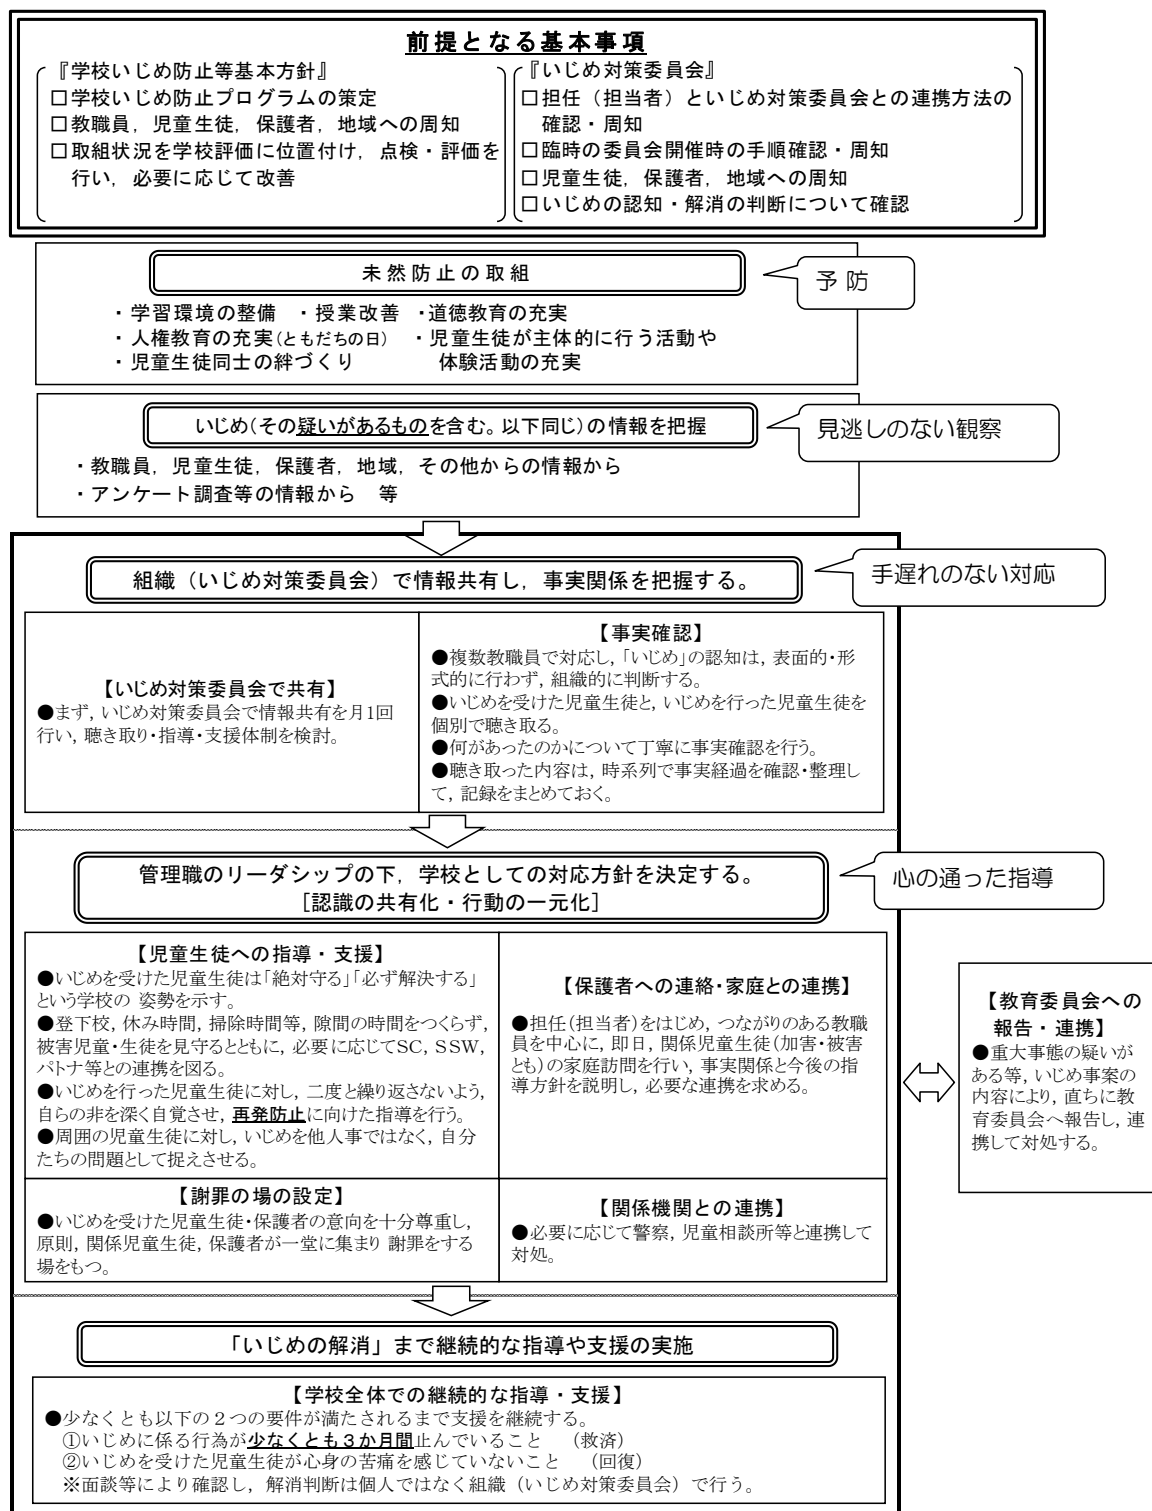 前提となる基本事項
『学校いじめ防止等基本方針』
□学校いじめ防止プログラムの策定
□教職員，児童生徒，保護者，地域への周知
□取組状況を学校評価に位置付け，点検・評価を
行い，必要に応じて改善
『いじめ対策委員会』
□担任（担当者）といじめ対策委員会との連携方法の
確認・周知
□臨時の委員会開催時の手順確認・周知
□児童生徒，保護者，地域への周知
□いじめの認知・解消の判断について確認
未然防止の取組
予防
・学習環境の整備　・授業改善　・道徳教育の充実
・人権教育の充実(ともだちの日)　・児童生徒が主体的に行う活動や
・児童生徒同士の絆づくり　　　　体験活動の充実
いじめ(その疑いがあるものを含む。以下同じ)の情報を把握
見逃しのない観察
・教職員，児童生徒，保護者，地域，その他からの情報から
・アンケート調査等の情報から　等
組織（いじめ対策委員会）で情報共有し，事実関係を把握する。
手遅れのない対応
【いじめ対策委員会で共有】
●まず，いじめ対策委員会で情報共有を月1回
行い，聴き取り・指導・支援体制を検討。
【事実確認】
●複数教職員で対応し，「いじめ」の認知は，表面的・形
式的に行わず，組織的に判断する。
●いじめを受けた児童生徒と，いじめを行った児童生徒を
個別で聴き取る。
●何があったのかについて丁寧に事実確認を行う。
●聴き取った内容は，時系列で事実経過を確認・整理し
て，記録をまとめておく。
管理職のリーダシップの下，学校としての対応方針を決定する。
［認識の共有化・行動の一元化］
心の通った指導
【児童生徒への指導・支援】
●いじめを受けた児童生徒は「絶対守る」「必ず解決する」
という学校の 姿勢を示す。
●登下校，休み時間，掃除時間等，隙間の時間をつくらず，
被害児童・生徒を見守るとともに，必要に応じてSC，SSW，
パトナ等との連携を図る。
●いじめを行った児童生徒に対し，二度と繰り返さないよう，
自らの非を深く自覚させ，再発防止に向けた指導を行う。
●周囲の児童生徒に対し，いじめを他人事ではなく，自分
たちの問題として捉えさせる。
【保護者への連絡・家庭との連携】
●担任(担当者)をはじめ，つながりのある教職
員を中心に，即日，関係児童生徒(加害・被害
とも)の家庭訪問を行い，事実関係と今後の指
導方針を説明し，必要な連携を求める。
【教育委員会への
報告・連携】
●重大事態の疑いが
ある等，いじめ事案の
内容により，直ちに教
育委員会へ報告し，連
携して対処する。
【謝罪の場の設定】
●いじめを受けた児童生徒・保護者の意向を十分尊重し，
原則，関係児童生徒，保護者が一堂に集まり 謝罪をする
場をもつ。
【関係機関との連携】
●必要に応じて警察，児童相談所等と連携して
対処。
「いじめの解消」まで継続的な指導や支援の実施
【学校全体での継続的な指導・支援】
●少なくとも以下の２つの要件が満たされるまで支援を継続する。
①いじめに係る行為が少なくとも３か月間止んでいること　（救済）
②いじめを受けた児童生徒が心身の苦痛を感じていないこと　（回復）
※面談等により確認し，解消判断は個人ではなく組織（いじめ対策委員会）で行う。